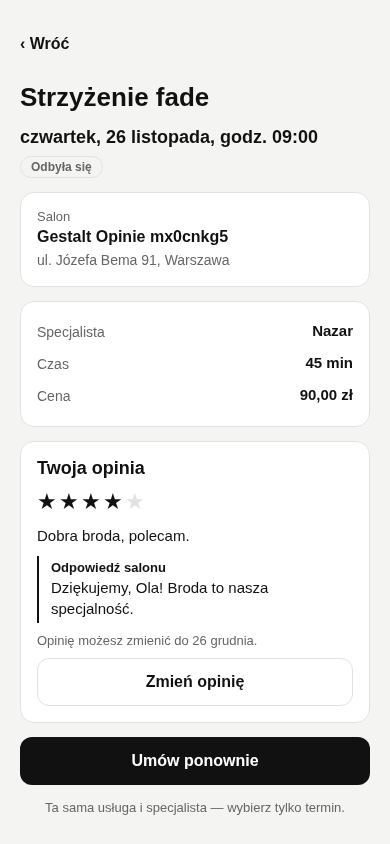 ‹ Wróć
Strzyżenie fade
czwartek, 26 listopada, godz. 09:00
Odbyła się
Salon
Gestalt Opinie mx0cnkg5
ul. Józefa Bema 91, Warszawa
Specjalista Nazar
Czas 45 min
Cena 90,00 zł
Twoja opinia
★★★★★
Dobra broda, polecam.
Odpowiedź salonu
Dziękujemy, Ola! Broda to nasza
specjalność.
Opinię możesz zmienić do 26 grudnia.
Zmień opinię
Umów ponownie
Ta sama usługa i specjalista — wybierz tylko termin.